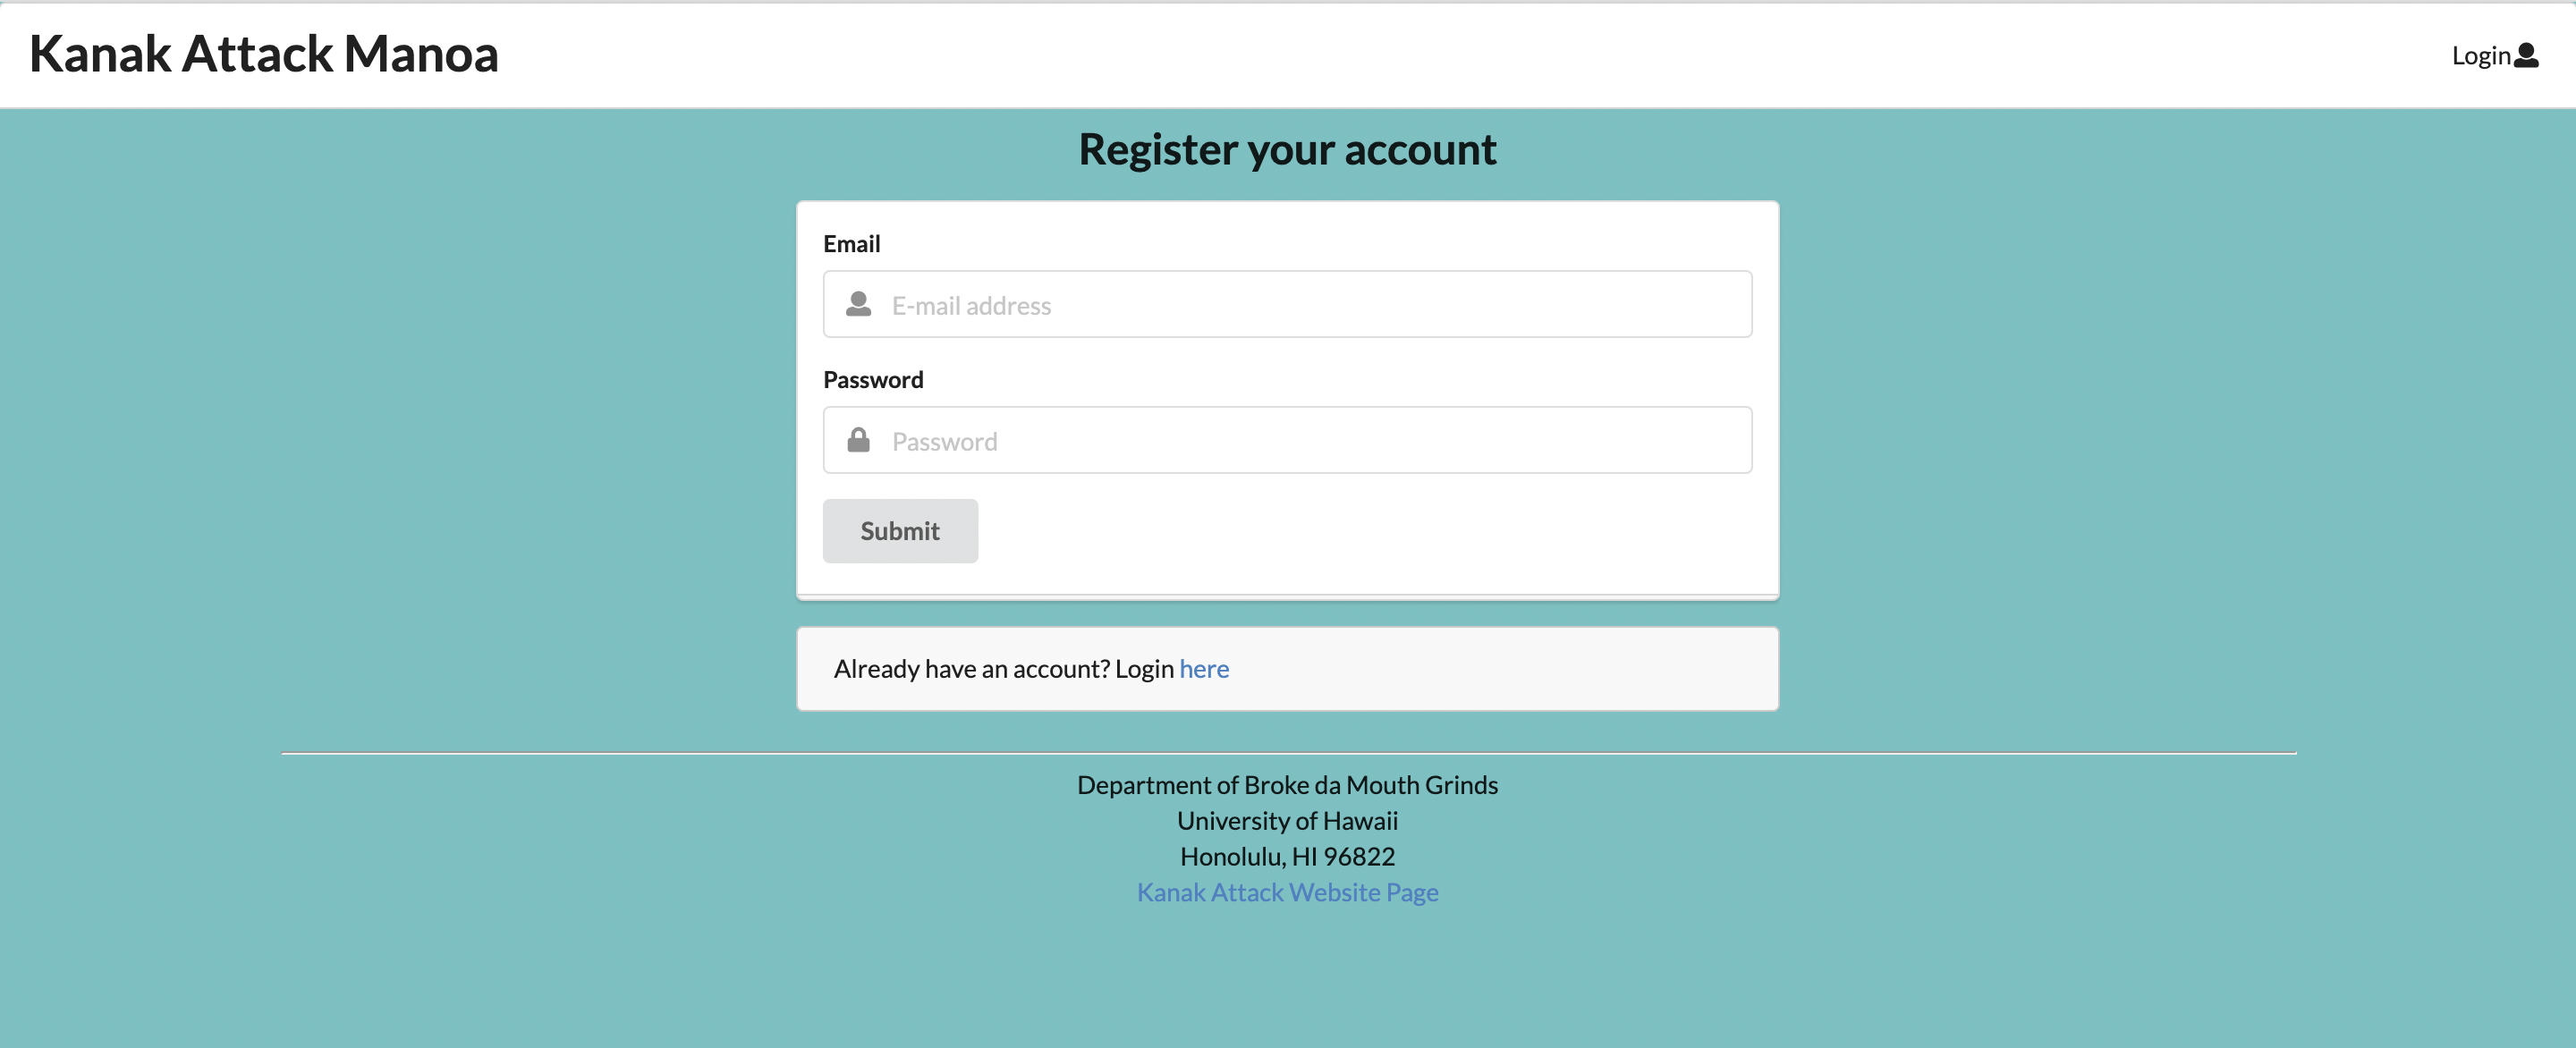 Kanak Attack Manoa
Login
Register your account
Email
E-mail address
Password
Password
Submit
Already have an account? Login here
Department of Broke da Mouth Grinds
University of Hawaii
Honolulu, HI 96822
Kanak Attack Website Page